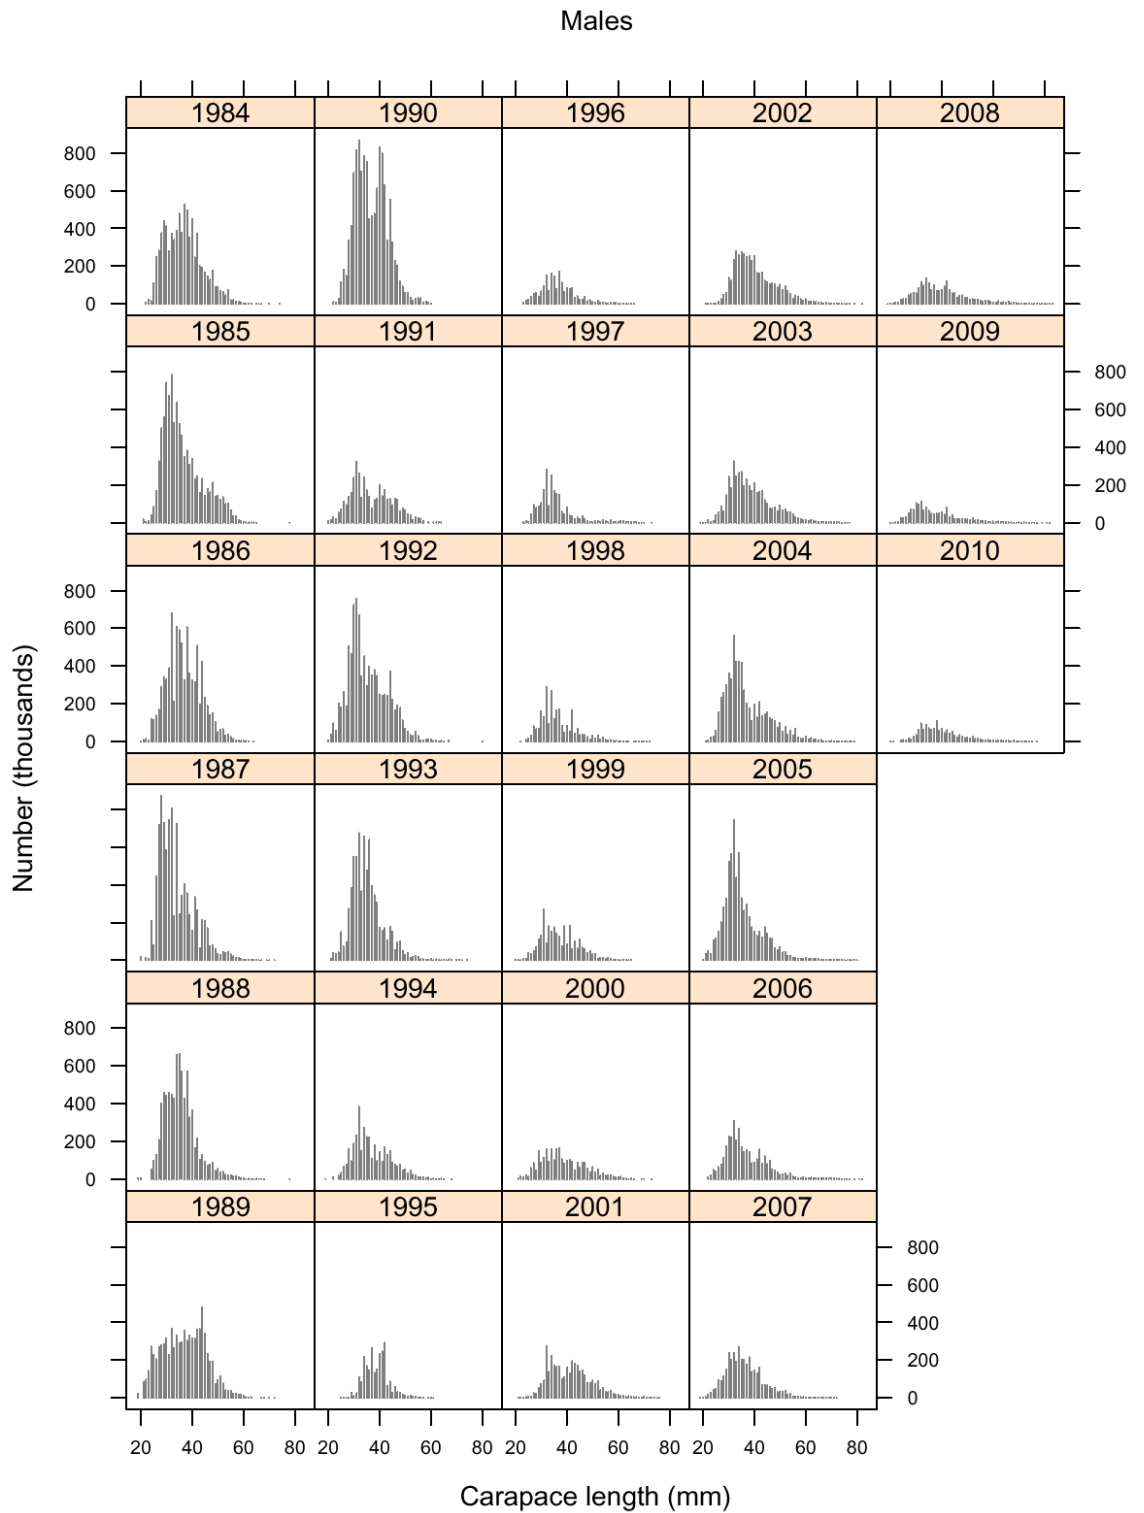 Males
1984 1990 1996 2002 2008
800
600
400
200
0
1985 1991 1997 2003 2009
800
600
400
200
0
1986 1992 1998 2004 2010
800
600
400
200
0
1987 1993 1999 2005
1988 1994 2000 2006
800
600
400
200
0
1989 1995 2001 2007
800
600
400
200
0
20 40 60 80 20 40 60 80 20 40 60 80 20 40 60 80
Carapace length (mm)
Number (thousands)